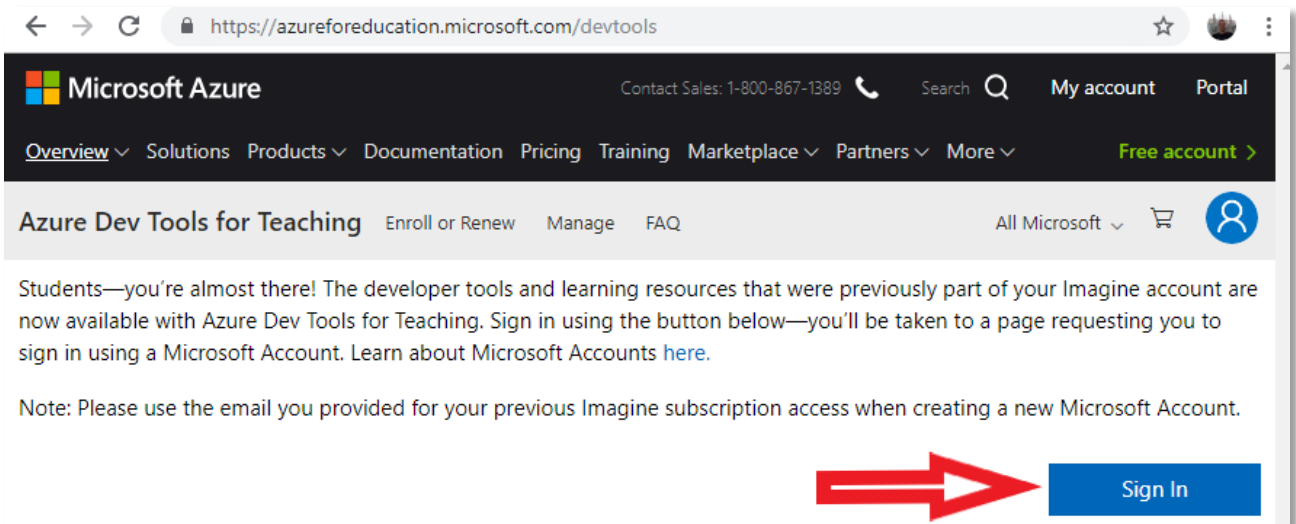 https://azureforeducation.microsoft.com/devtools
Microsoft Azure Contact Sales: 1-800-867-1389 Search My account Portal
Overview Solutions Products Documentation Pricing Training Marketplace Partners More Free account >
Azure Dev Tools for Teaching Enroll or Renew Manage FAQ All Microsoft
Students—you're almost there! The developer tools and learning resources that were previously part of your Imagine account are
now available with Azure Dev Tools for Teaching. Sign in using the button below—you'll be taken to a page requesting you to
sign in using a Microsoft Account. Learn about Microsoft Accounts here.
Note: Please use the email you provided for your previous Imagine subscription access when creating a new Microsoft Account.
Sign In